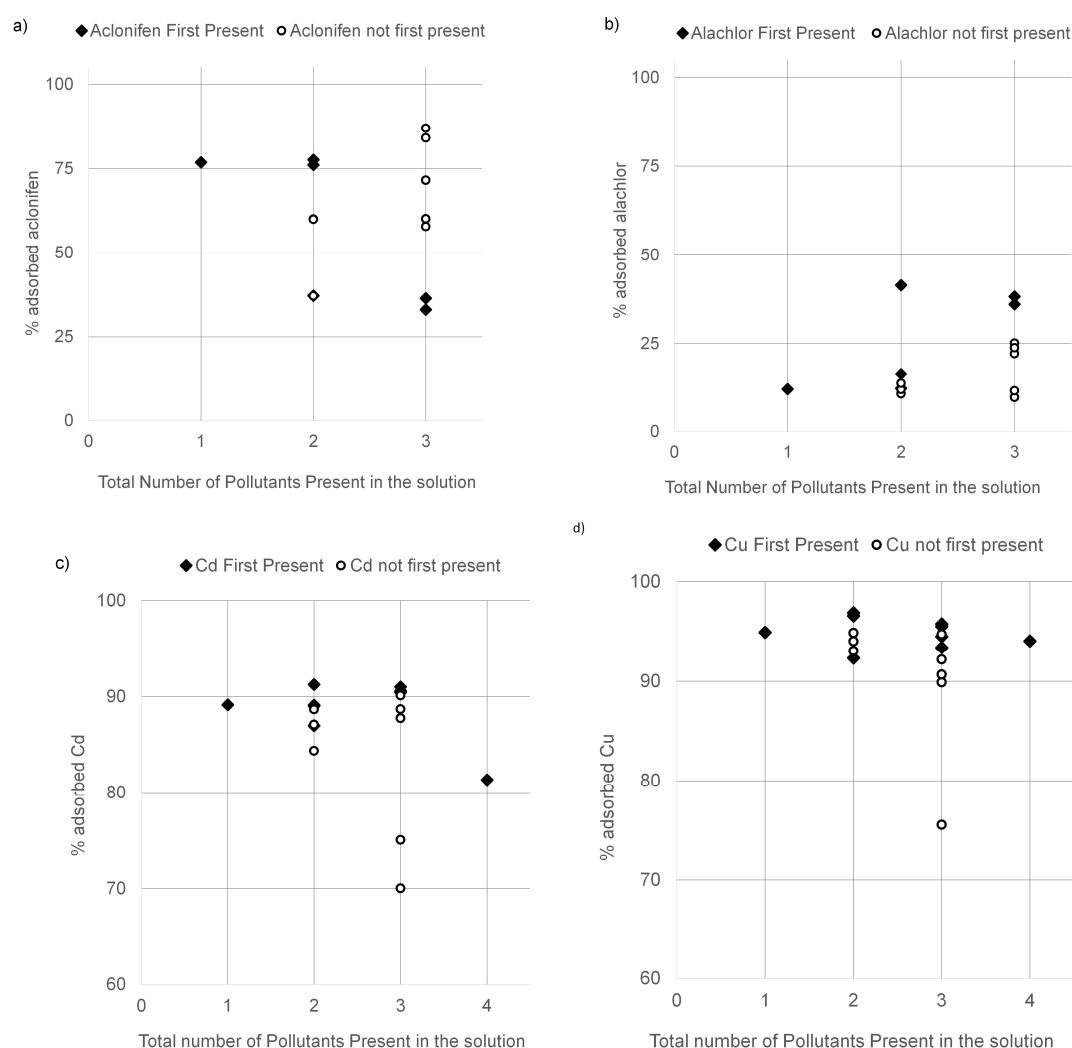 a)
Aclonifen First Present Aclonifen not first present
100
75
50
25
0
0 1 2 3
% adsorbed aclonifen
Total Number of Pollutants Present in the solution
b)
Alachlor First Present Alachlor not first present
100
75
50
25
0
0 1 2 3
% adsorbed alachlor
Total Number of Pollutants Present in the solution
c)
Cd First Present Cd not first present
100
90
80
70
60
0 1 2 3 4
% adsorbed Cd
Total number of Pollutants Present in the solution
d)
Cu First Present Cu not first present
100
90
80
70
60
0 1 2 3 4
% adsorbed Cu
Total number of Pollutants Present in the solution